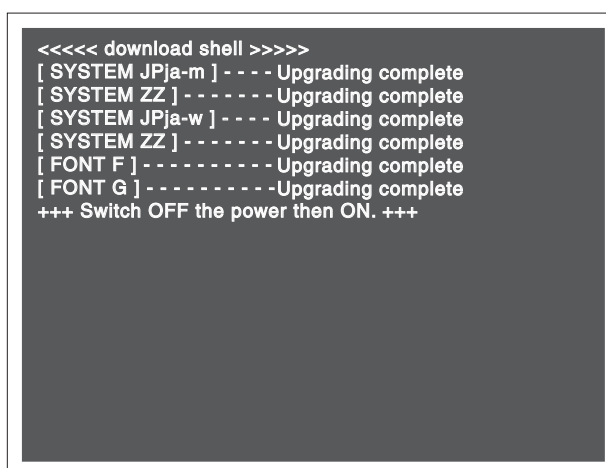 <<<<< download shell >>>>>
[ SYSTEM JPja-m ] - - - - Upgrading complete
[ SYSTEM ZZ ] - - - - - - - Upgrading complete
[ SYSTEM JPja-w ] - - - - Upgrading complete
[ SYSTEM ZZ ] - - - - - - - Upgrading complete
[ FONT F ] - - - - - - - - - - Upgrading complete
[ FONT G ] - - - - - - - - - -Upgrading complete
+++ Switch OFF the power then ON. +++